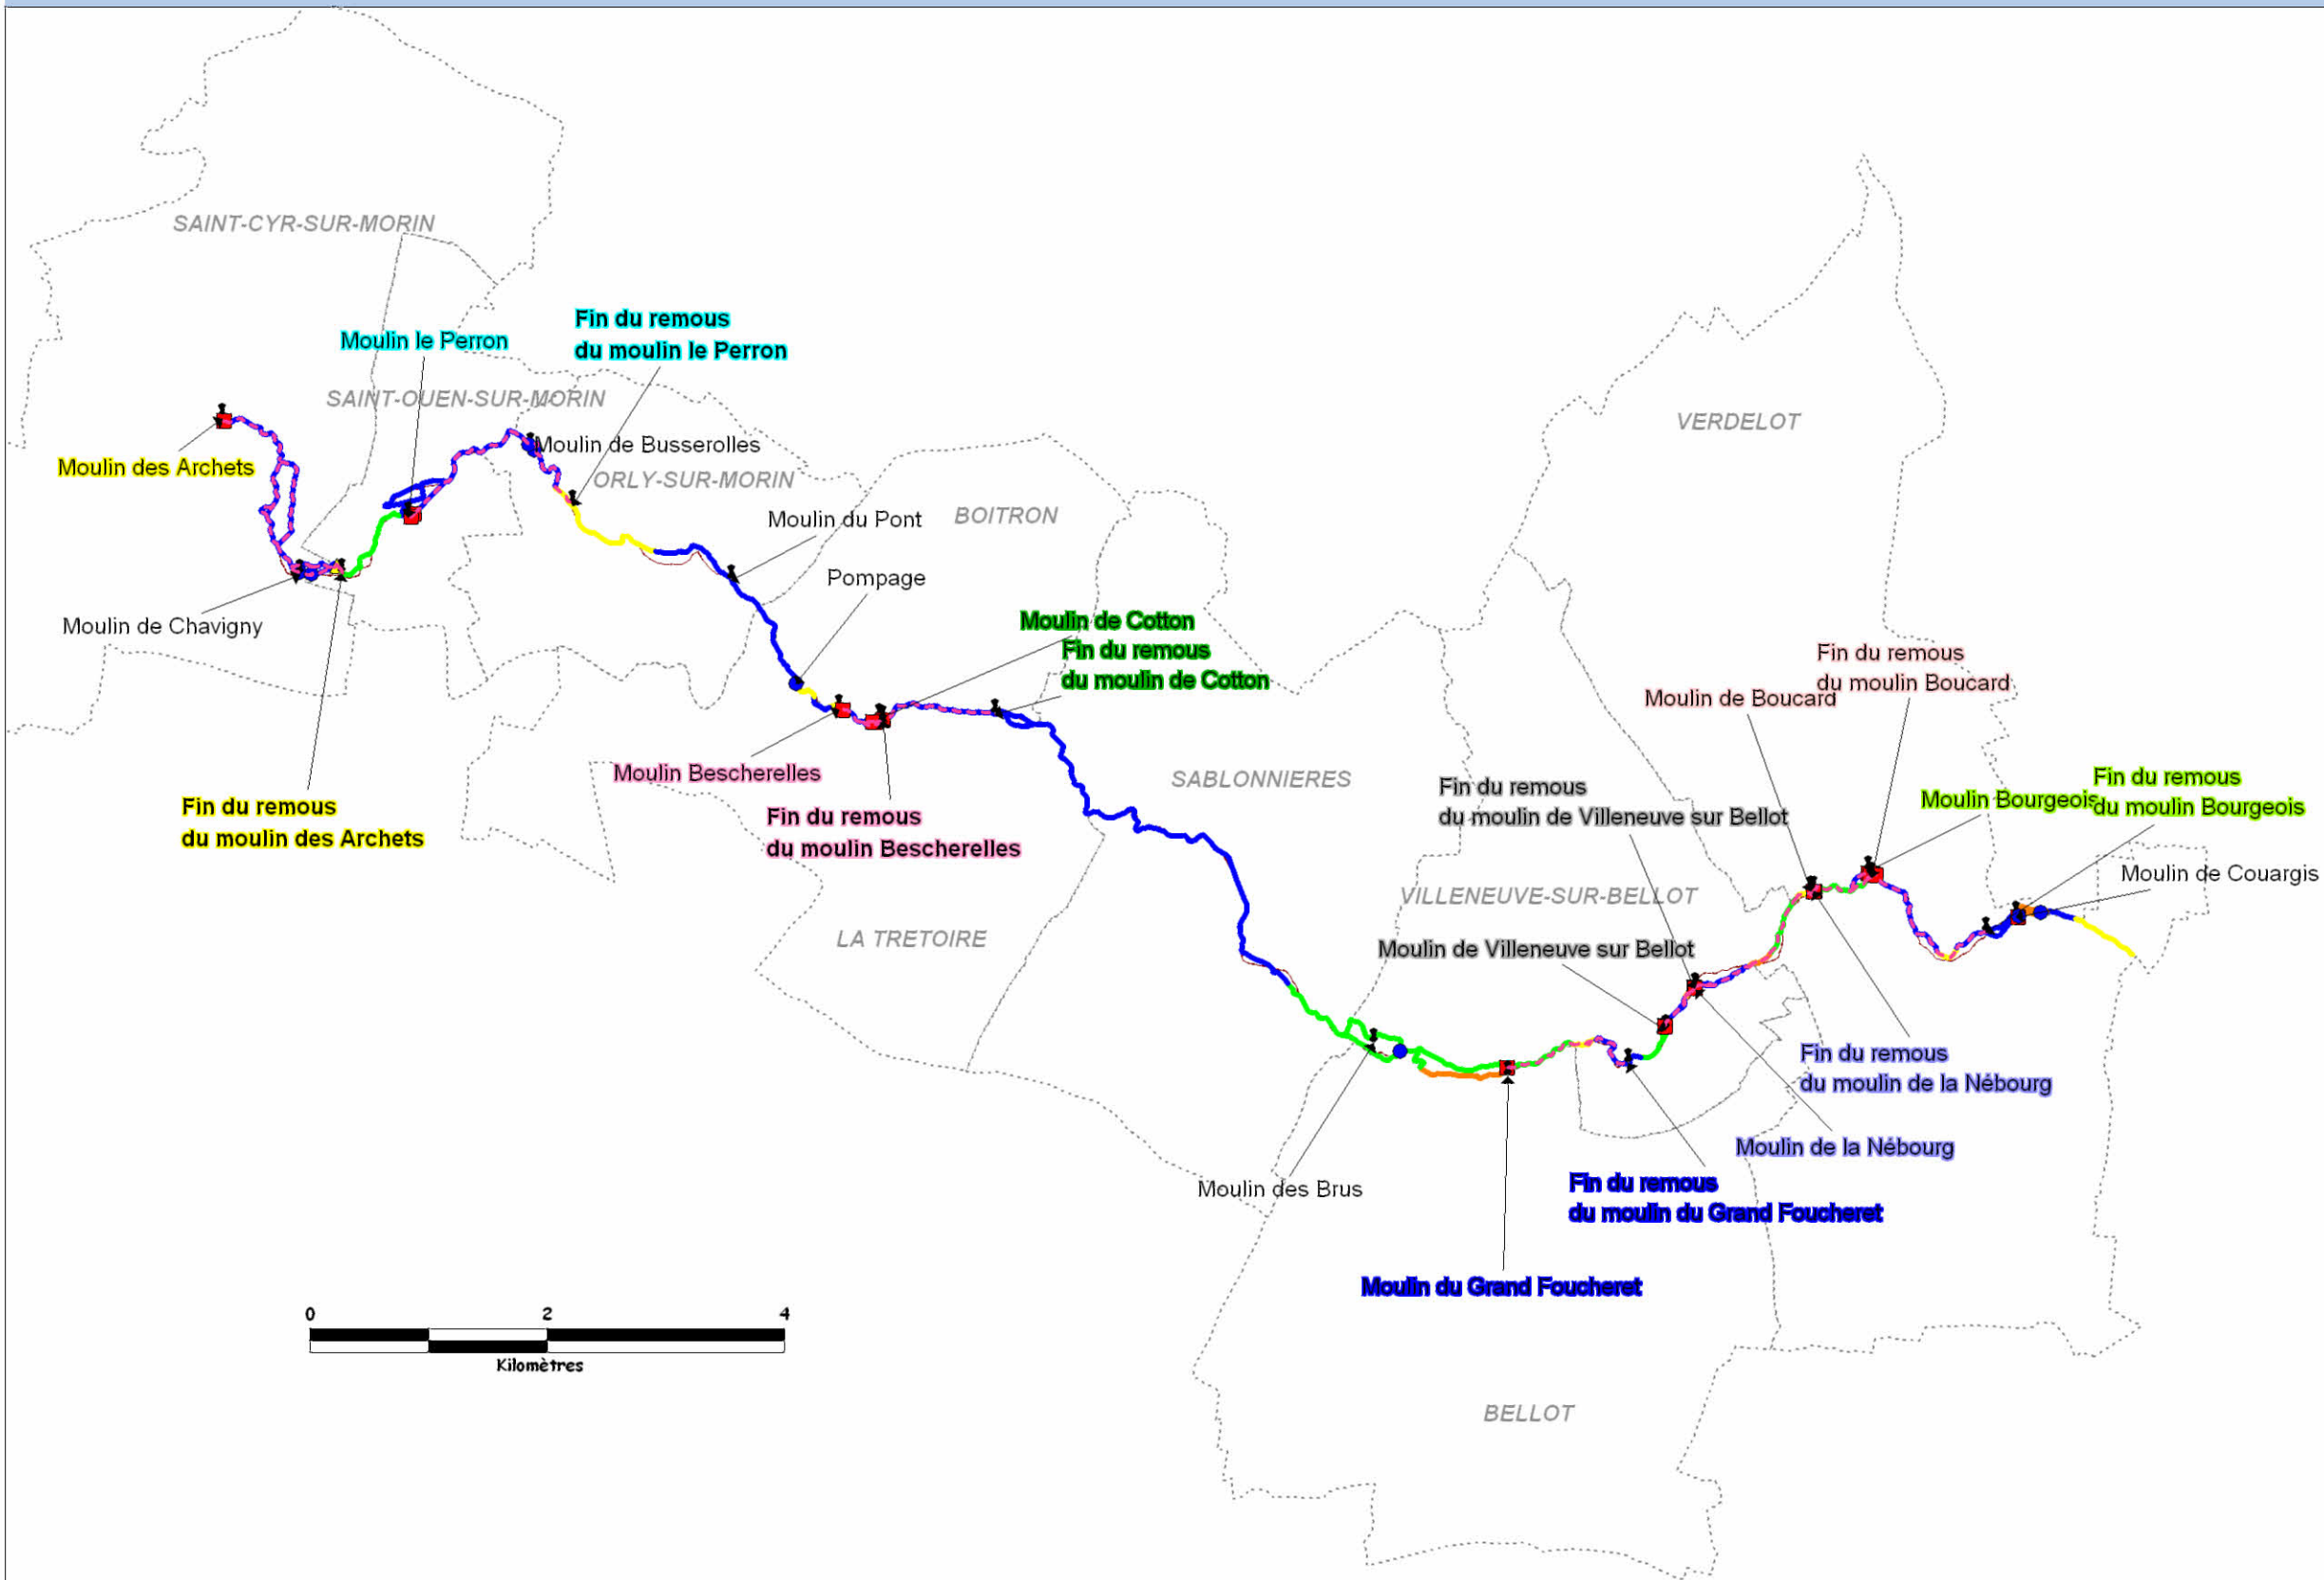 SAINT-CYR-SUR-MORIN
Fin du remous
du moulin le Perron
Moulin le Perron
SAINT-OUEN-SUR-MORIN
VERDELOT
Moulin de Busserolles
Moulin des Archets
ORLY-SUR-MORIN
Moulin du Pont
BOITRON
Pompage
Moulin de Chavigny
Moulin de Cotton
Fin du remous
du moulin de Cotton
Fin du remous
du moulin Boucard
Moulin de Boucard
Moulin Bescherelles
SABLONNIERES
Fin du remous
du moulin de Villeneuve sur Bellot
Fin du remous
du moulin Bourgeois
Moulin Bourgeois
Fin du remous
du moulin des Archets
Fin du remous
du moulin Bescherelles
Moulin de Couargis
VILLENEUVE-SUR-BELLOT
LA TRETOIRE
Moulin de Villeneuve sur Bellot
Fin du remous
du moulin de la Nébourg
Moulin de la Nébourg
Moulin des Brus
Fin du remous
du moulin du Grand Foucheret
Moulin du Grand Foucheret
0 2 4
Kilomètres
BELLOT